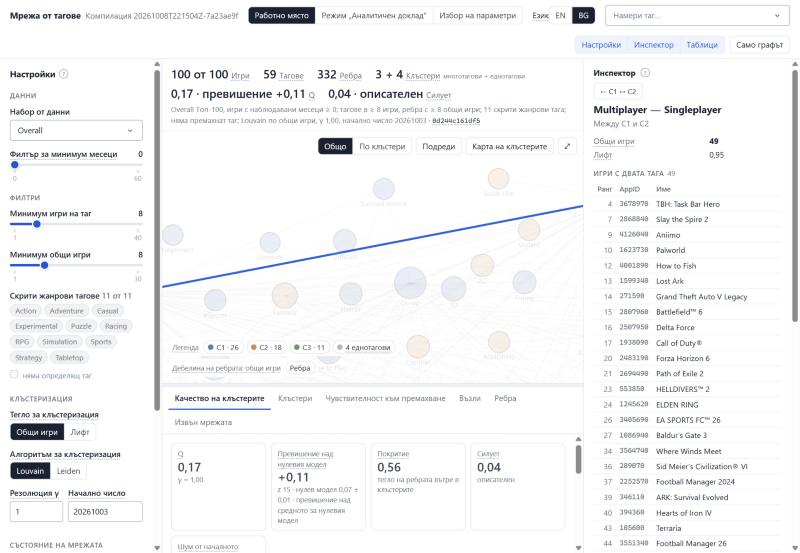 Мрежа от тагове Компилация 20261008T221504Z-7a23ae9f Работно място Режим „Аналитичен доклад“ Избор на параметри Език EN BG Намери таг…
Настройки Инспектор Таблици Само графът
Настройки ?
ДАННИ
Набор от данни
Overall
Филтър за минимум месеци 0
0 60
ФИЛТРИ
Минимум игри на таг 8
1 40
Минимум общи игри 8
1 30
Скрити жанрови тагове 11 от 11
Action Adventure Casual
Experimental Puzzle Racing
RPG Simulation Sports
Strategy Tabletop
няма определящ таг
КЛЪСТЕРИЗАЦИЯ
Тегло за клъстеризация
Общи игри Лифт
Алгоритъм за клъстеризация
Louvain Leiden
Резолюция γ Начално число
1 20261003
СЪСТОЯНИЕ НА МРЕЖАТА
100 от 100 Игри 59 Тагове 332 Ребра 3 + 4 Клъстери многотагови + еднотагови
0,17 · превишение +0,11 Q 0,04 · описателен Силует
Overall Топ-100, игри с наблюдавани месеци ≥ 0; тагове в ≥ 8 игри, ребра с ≥ 8 общи игри; 11 скрити жанрови тага;
няма премахнат таг; Louvain по общи игри, γ 1,00, начално число 20261003 · 0d244c161df5
Общо По клъстери Подреди Карта на клъстерите
Легенда C1 · 26 C2 · 18 C3 · 11 4 еднотагови
Дебелина на ребрата: общи игри Ребра
Качество на клъстерите Клъстери Чувствителност към премахване Възли Ребра
Извън мрежата
Q
0,17
γ = 1,00
Превишение над
нулевия модел
+0,11
z 15 · нулев модел 0,07 ±
0,01 · превишение над
средното за нулевия
модел
Покритие
0,56
тегло на ребрата вътре в
клъстерите
Силует
0,04
описателен
Шум от началното
Инспектор ?
← C1 ↔ C2
Multiplayer — Singleplayer
Между C1 и C2
Общи игри 49
Лифт 0,95
ИГРИ С ДВАТА ТАГА 49
Ранг AppID Име
4 3678970 TBH: Task Bar Hero
7 2868840 Slay the Spire 2
9 4126040 Aniimo
10 1623730 Palworld
12 4001890 How to Fish
13 1599340 Lost Ark
14 271590 Grand Theft Auto V Legacy
15 2807960 Battlefield™ 6
16 2507950 Delta Force
17 1938090 Call of Duty®
20 2483190 Forza Horizon 6
21 2694490 Path of Exile 2
23 553850 HELLDIVERS™ 2
24 1245620 ELDEN RING
26 3405690 EA SPORTS FC™ 26
27 1086940 Baldur's Gate 3
34 3564740 Where Winds Meet
36 289070 Sid Meier's Civilization® VI
37 2252570 Football Manager 2024
39 346110 ARK: Survival Evolved
40 394360 Hearts of Iron IV
43 105600 Terraria
44 3551340 Football Manager 26